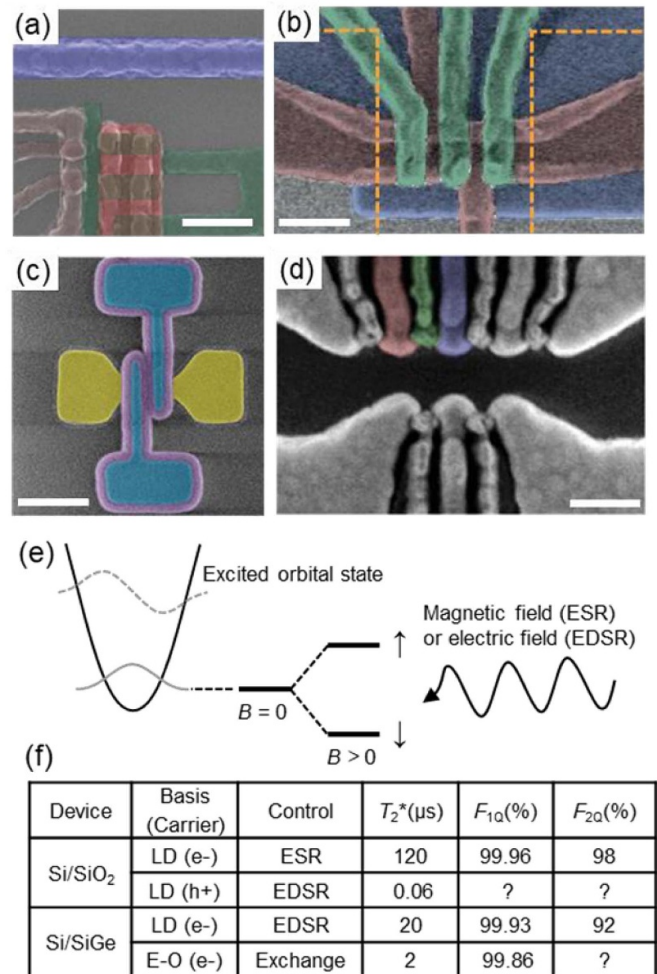 (a)
(b)
(c)
(d)
(e)
Excited orbital state
Magnetic field (ESR)
or electric field (EDSR)
B = 0
↑
B > 0
↓
(f)
Device Basis (Carrier) Control T₂*(μs) F₁Q(%) F₂Q(%)
Si/SiO₂ LD (e-) ESR 120 99.96 98
LD (h+) EDSR 0.06 ? ?
Si/SiGe LD (e-) EDSR 20 99.93 92
E-O (e-) Exchange 2 99.86 ?